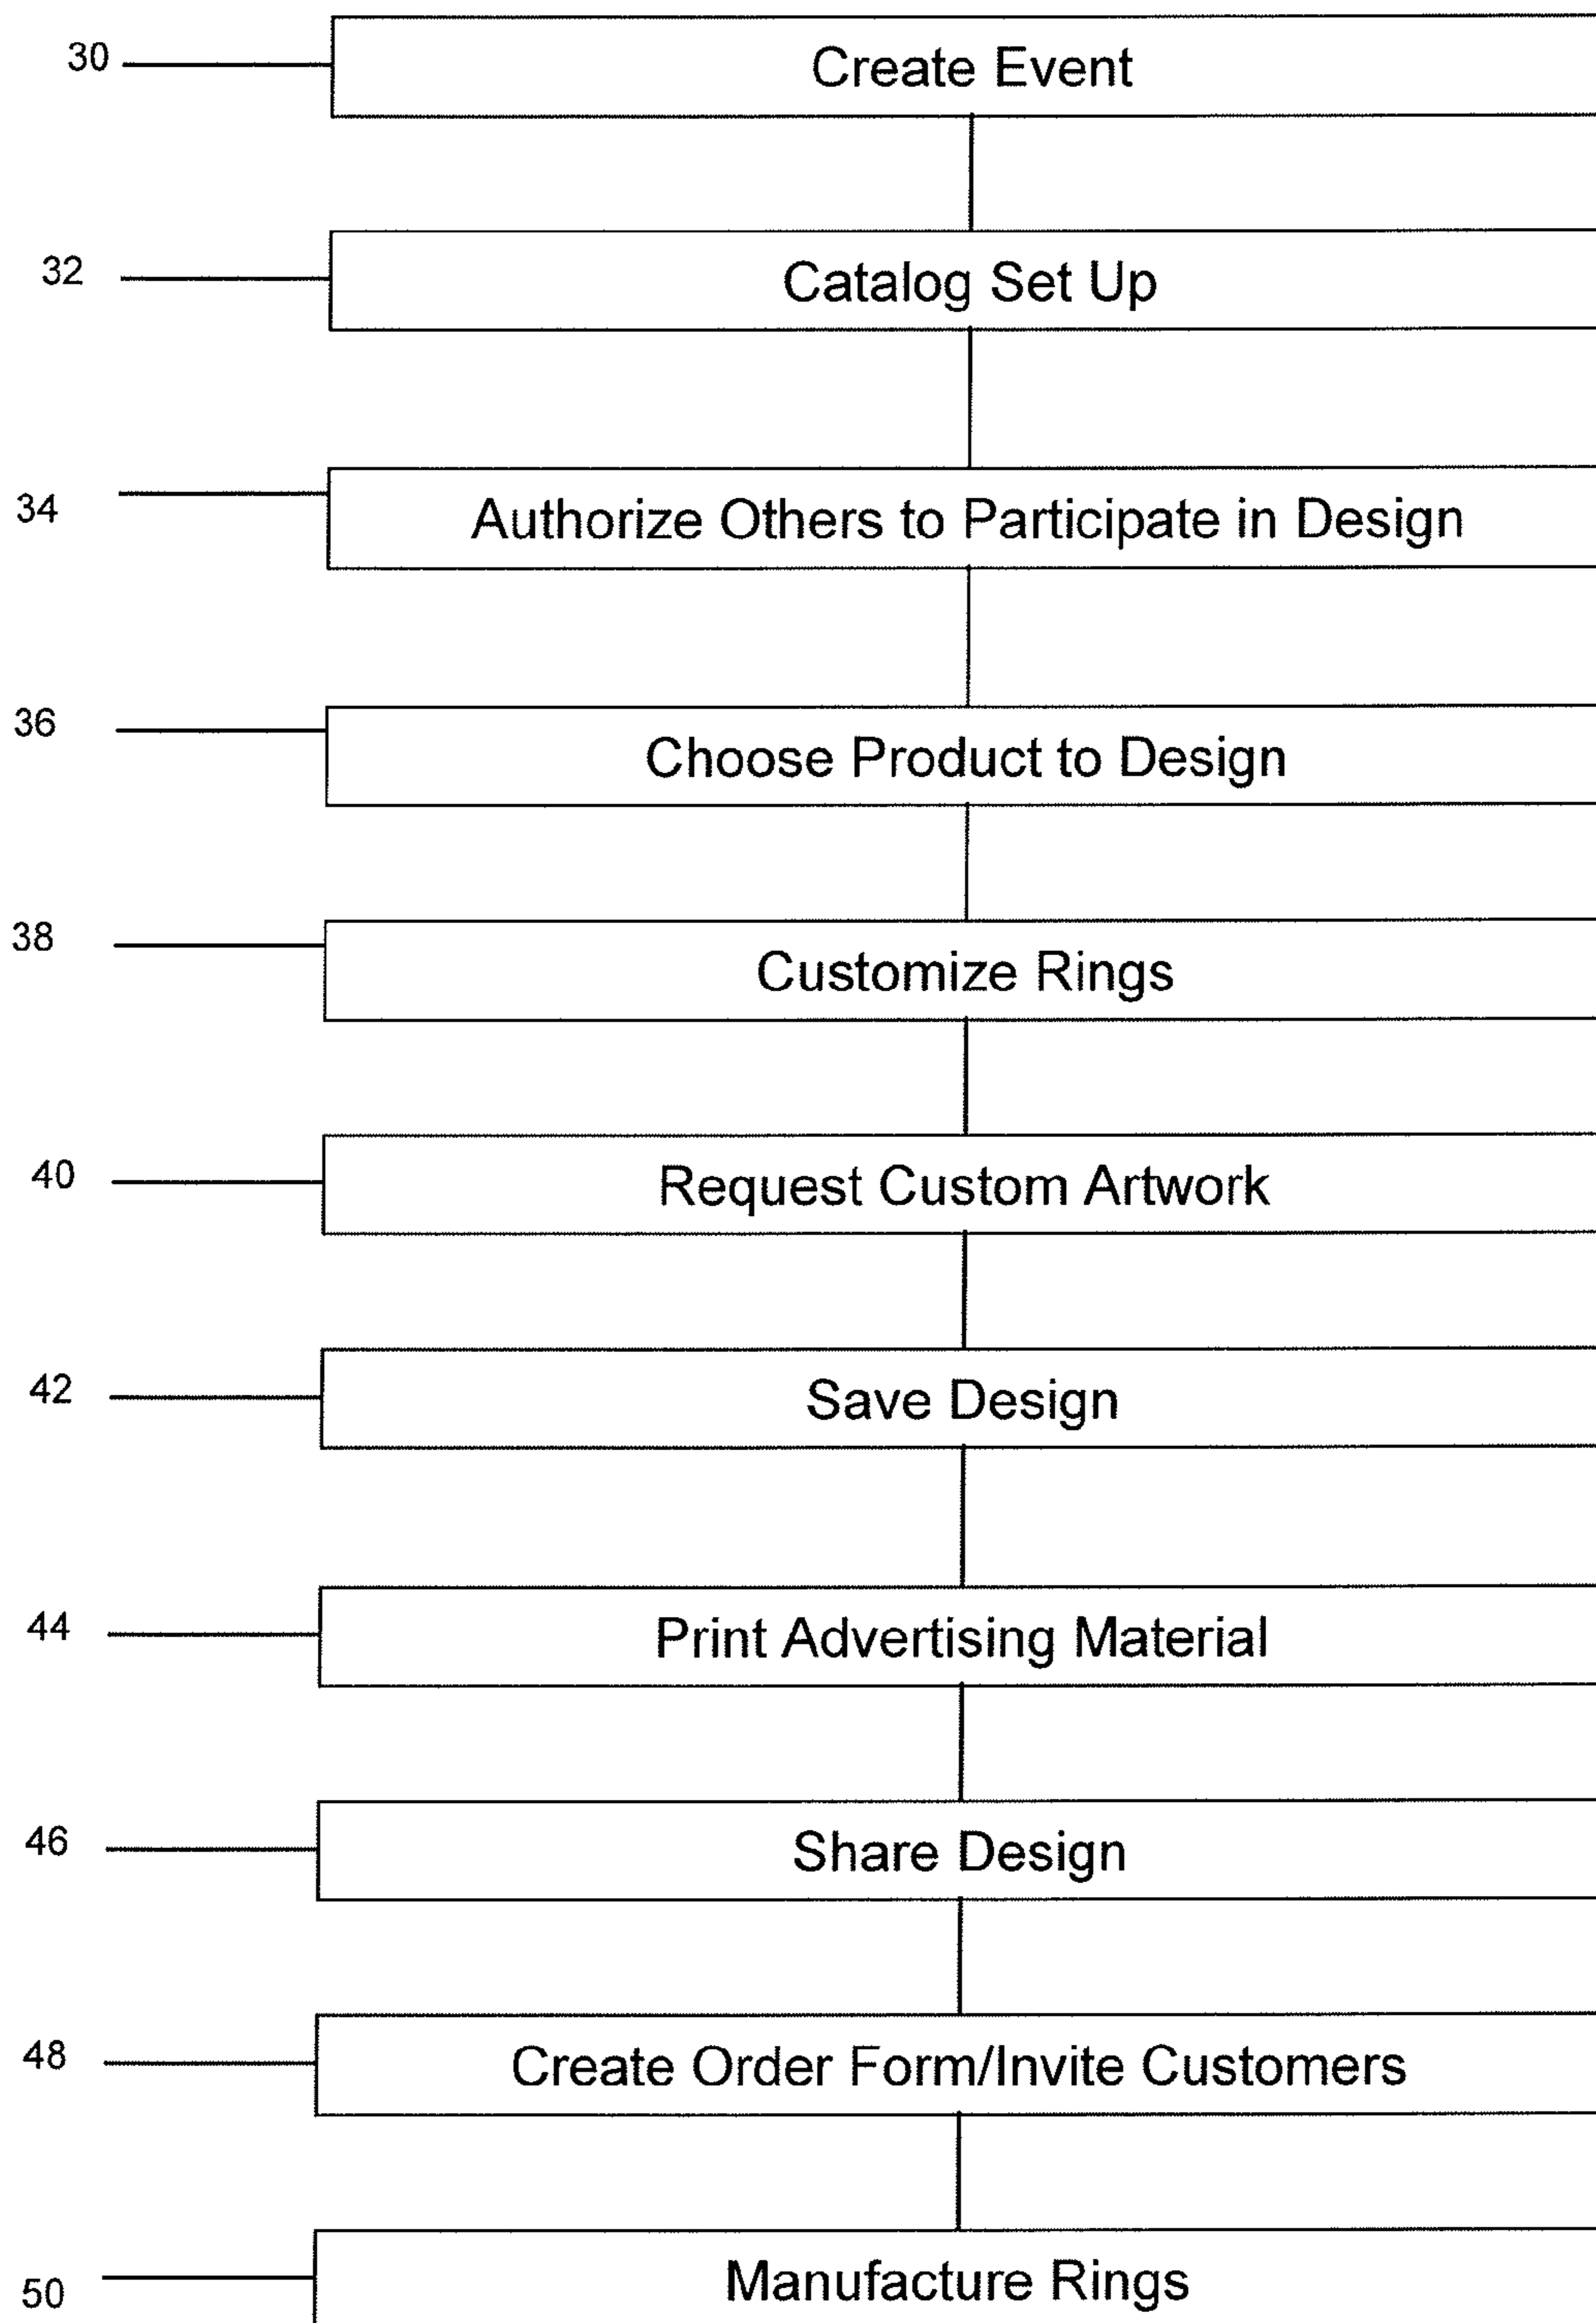 30 Create Event
32 Catalog Set Up
34 Authorize Others to Participate in Design
36 Choose Product to Design
38 Customize Rings
40 Request Custom Artwork
42 Save Design
44 Print Advertising Material
46 Share Design
48 Create Order Form/Invite Customers
50 Manufacture Rings